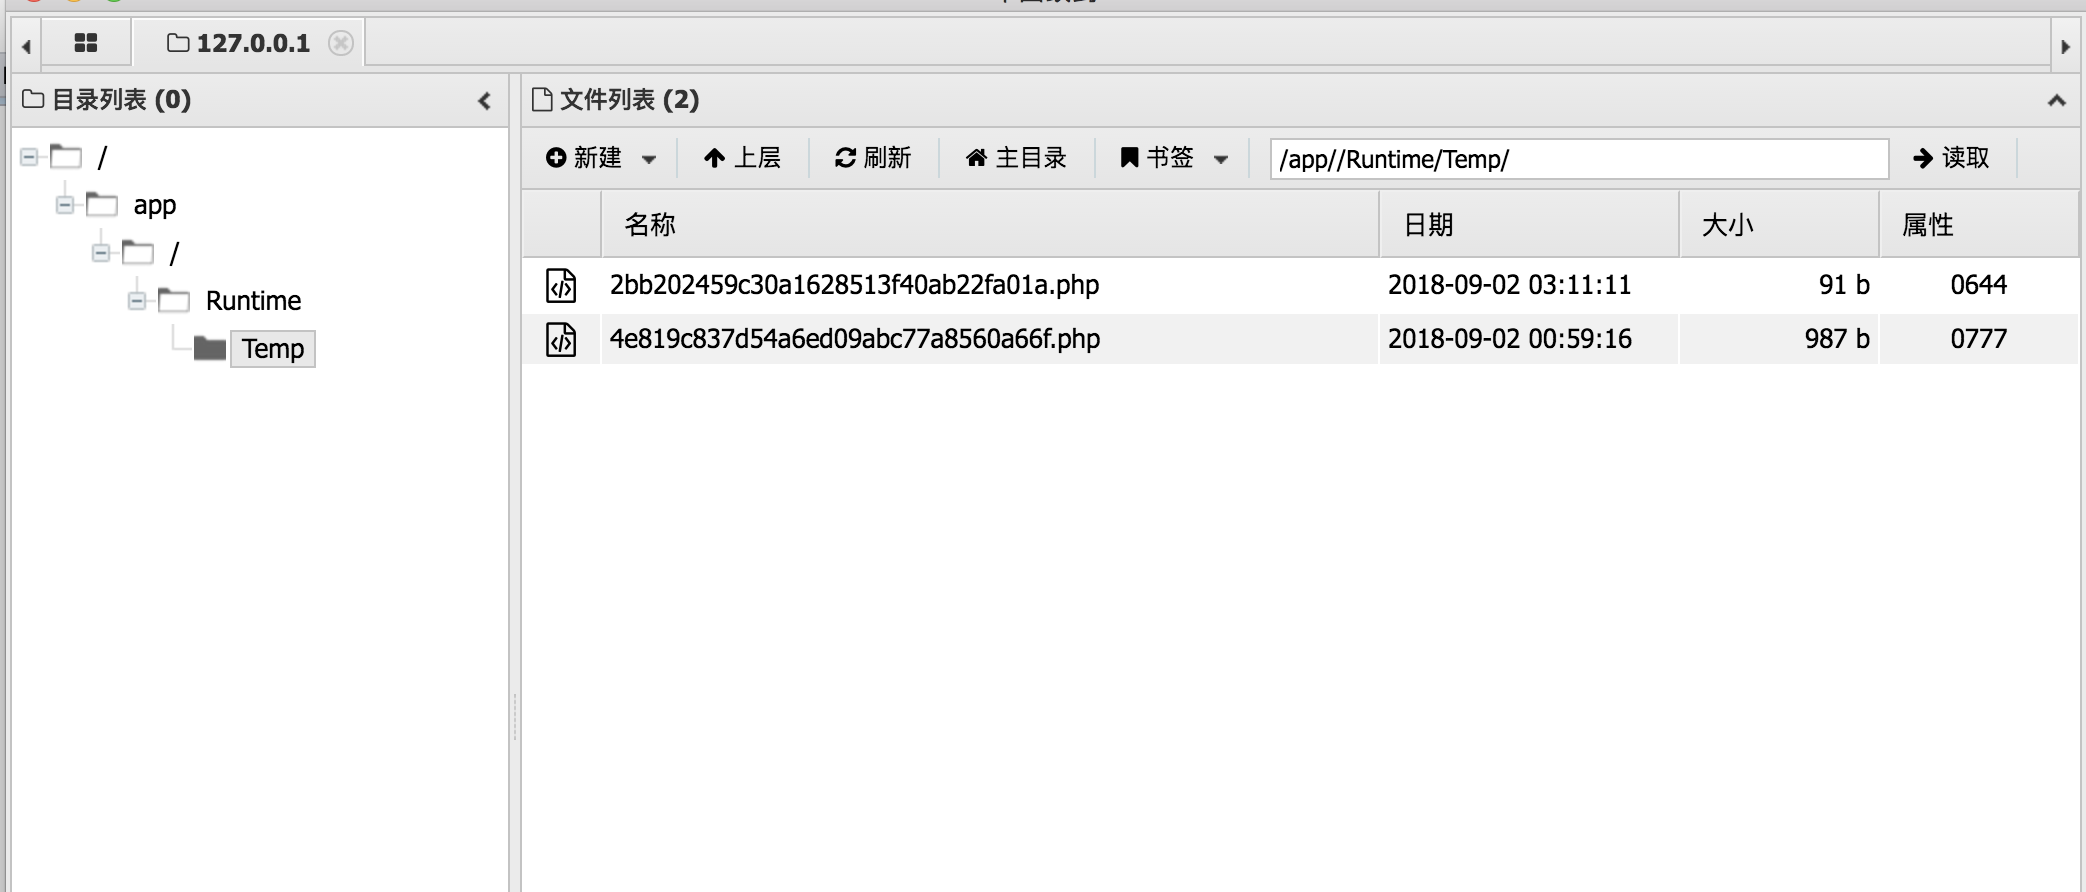 127.0.0.1
目录列表 (0)
/
app
/
Runtime
Temp
文件列表 (2)
新建 上层 刷新 主目录 书签 /app//Runtime/Temp/ 读取
名称 日期 大小 属性
2bb202459c30a1628513f40ab22fa01a.php 2018-09-02 03:11:11 91 b 0644
4e819c837d54a6ed09abc77a8560a66f.php 2018-09-02 00:59:16 987 b 0777